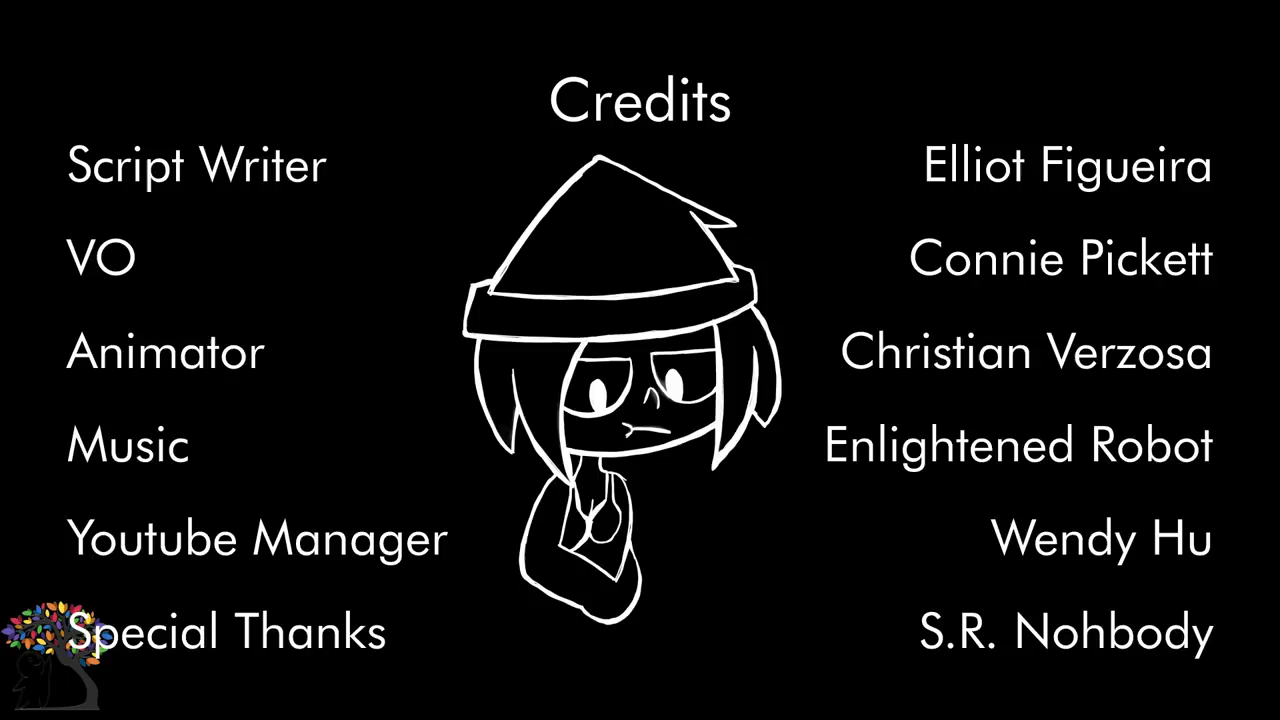 Credits
Script Writer Elliot Figueira
VO Connie Pickett
Animator Christian Verzosa
Music Enlightened Robot
Youtube Manager Wendy Hu
Special Thanks S.R. Nohbody